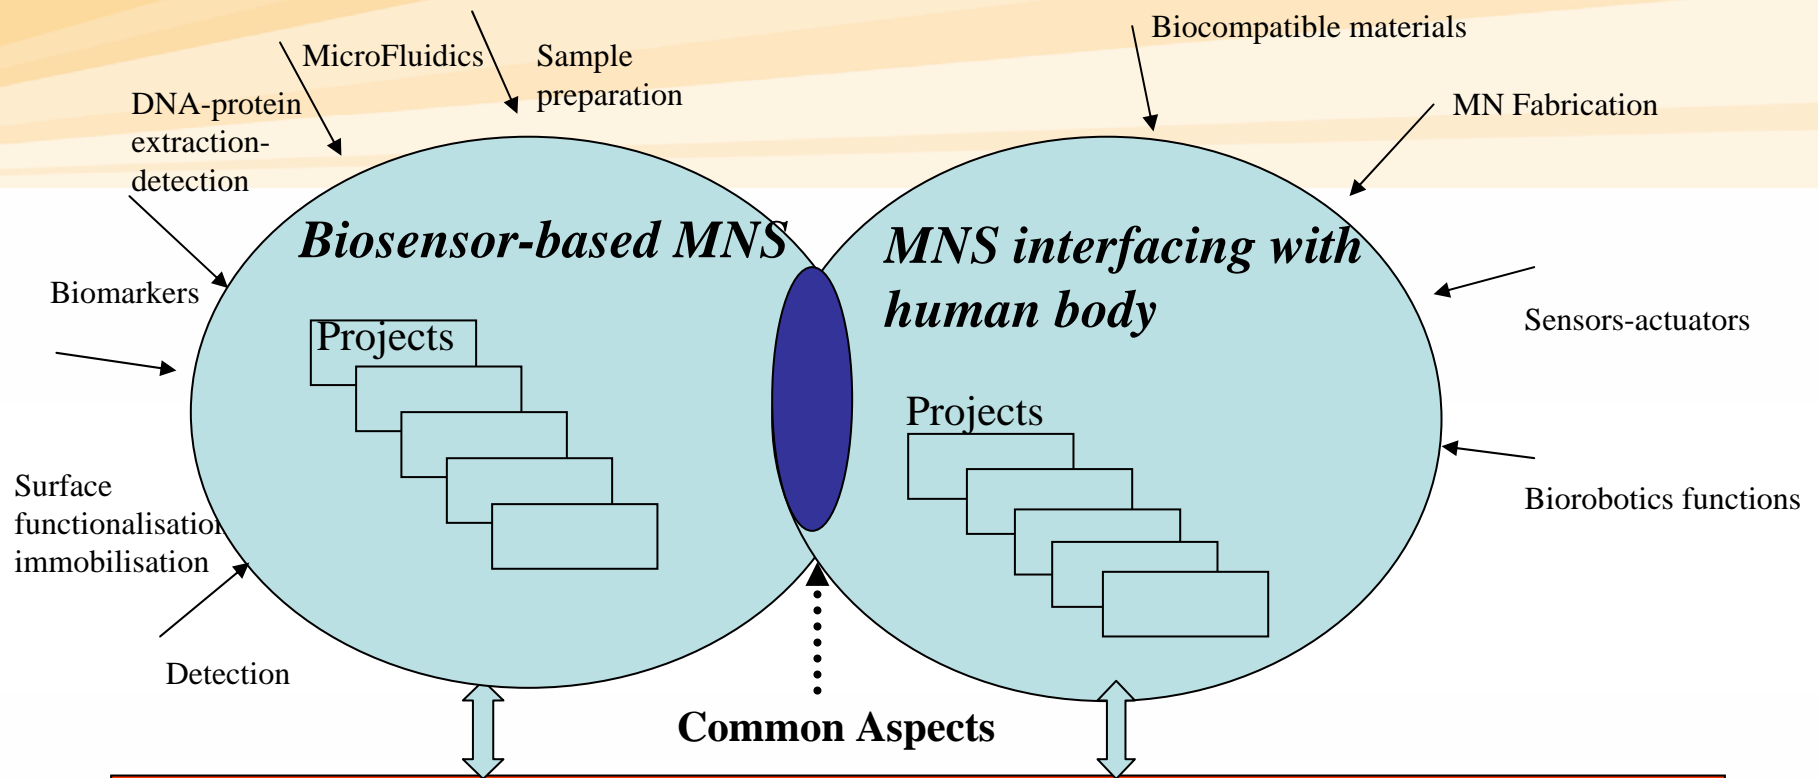 MicroFluidics
Sample
preparation
DNA-protein
extraction-
detection
Biomarkers
Surface
functionalisation
immobilisation
Detection
Biosensor-based MNS
Projects
Biocompatible materials
MN Fabrication
Sensors-actuators
Biorobotics functions
MNS interfacing with
human body
Projects
Common Aspects